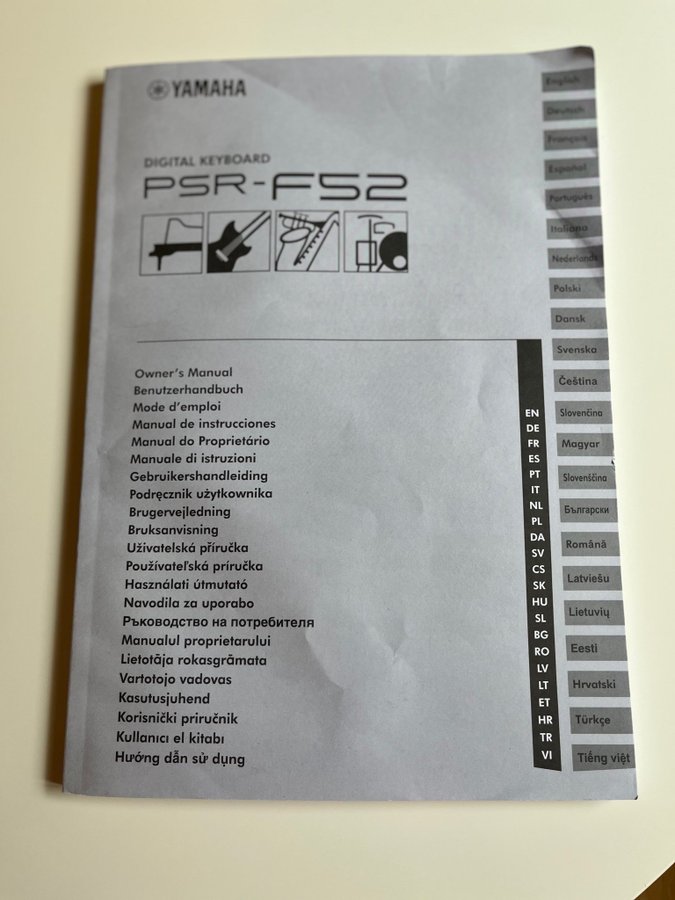 YAMAHA
DIGITAL KEYBOARD
PSR-F52
Owner's Manual
Benutzerhandbuch
Mode d'emploi
Manual de instrucciones
Manual do Proprietário
Manuale di istruzioni
Gebruikershandleiding
Podręcznik użytkownika
Brugervejledning
Bruksanvisning
Uživatelská příručka
Používateľská príručka
Használati útmutató
Navodila za uporabo
Ръководство на потребителя
Manualul proprietarului
Lietotāja rokasgrāmata
Vartotojo vadovas
Kasutusjuhend
Korisnički priručnik
Kullanıcı el kitabı
Hướng dẫn sử dụng
EN
DE
FR
ES
PT
IT
NL
PL
DA
SV
CS
SK
HU
SL
BG
RO
LV
LT
ET
HR
TR
VI
English
Deutsch
Français
Español
Português
Italiano
Nederlands
Polski
Dansk
Svenska
Čeština
Slovenčina
Magyar
Slovenščina
Български
Română
Latviešu
Lietuvių
Eesti
Hrvatski
Türkçe
Tiếng việt